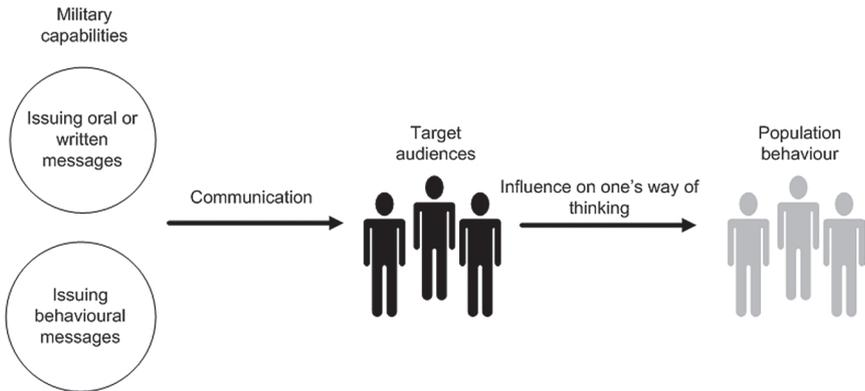 Military
capabilities
Issuing oral or
written
messages
Issuing
behavioural
messages
Communication
Target
audiences
Influence on one's way of
thinking
Population
behaviour